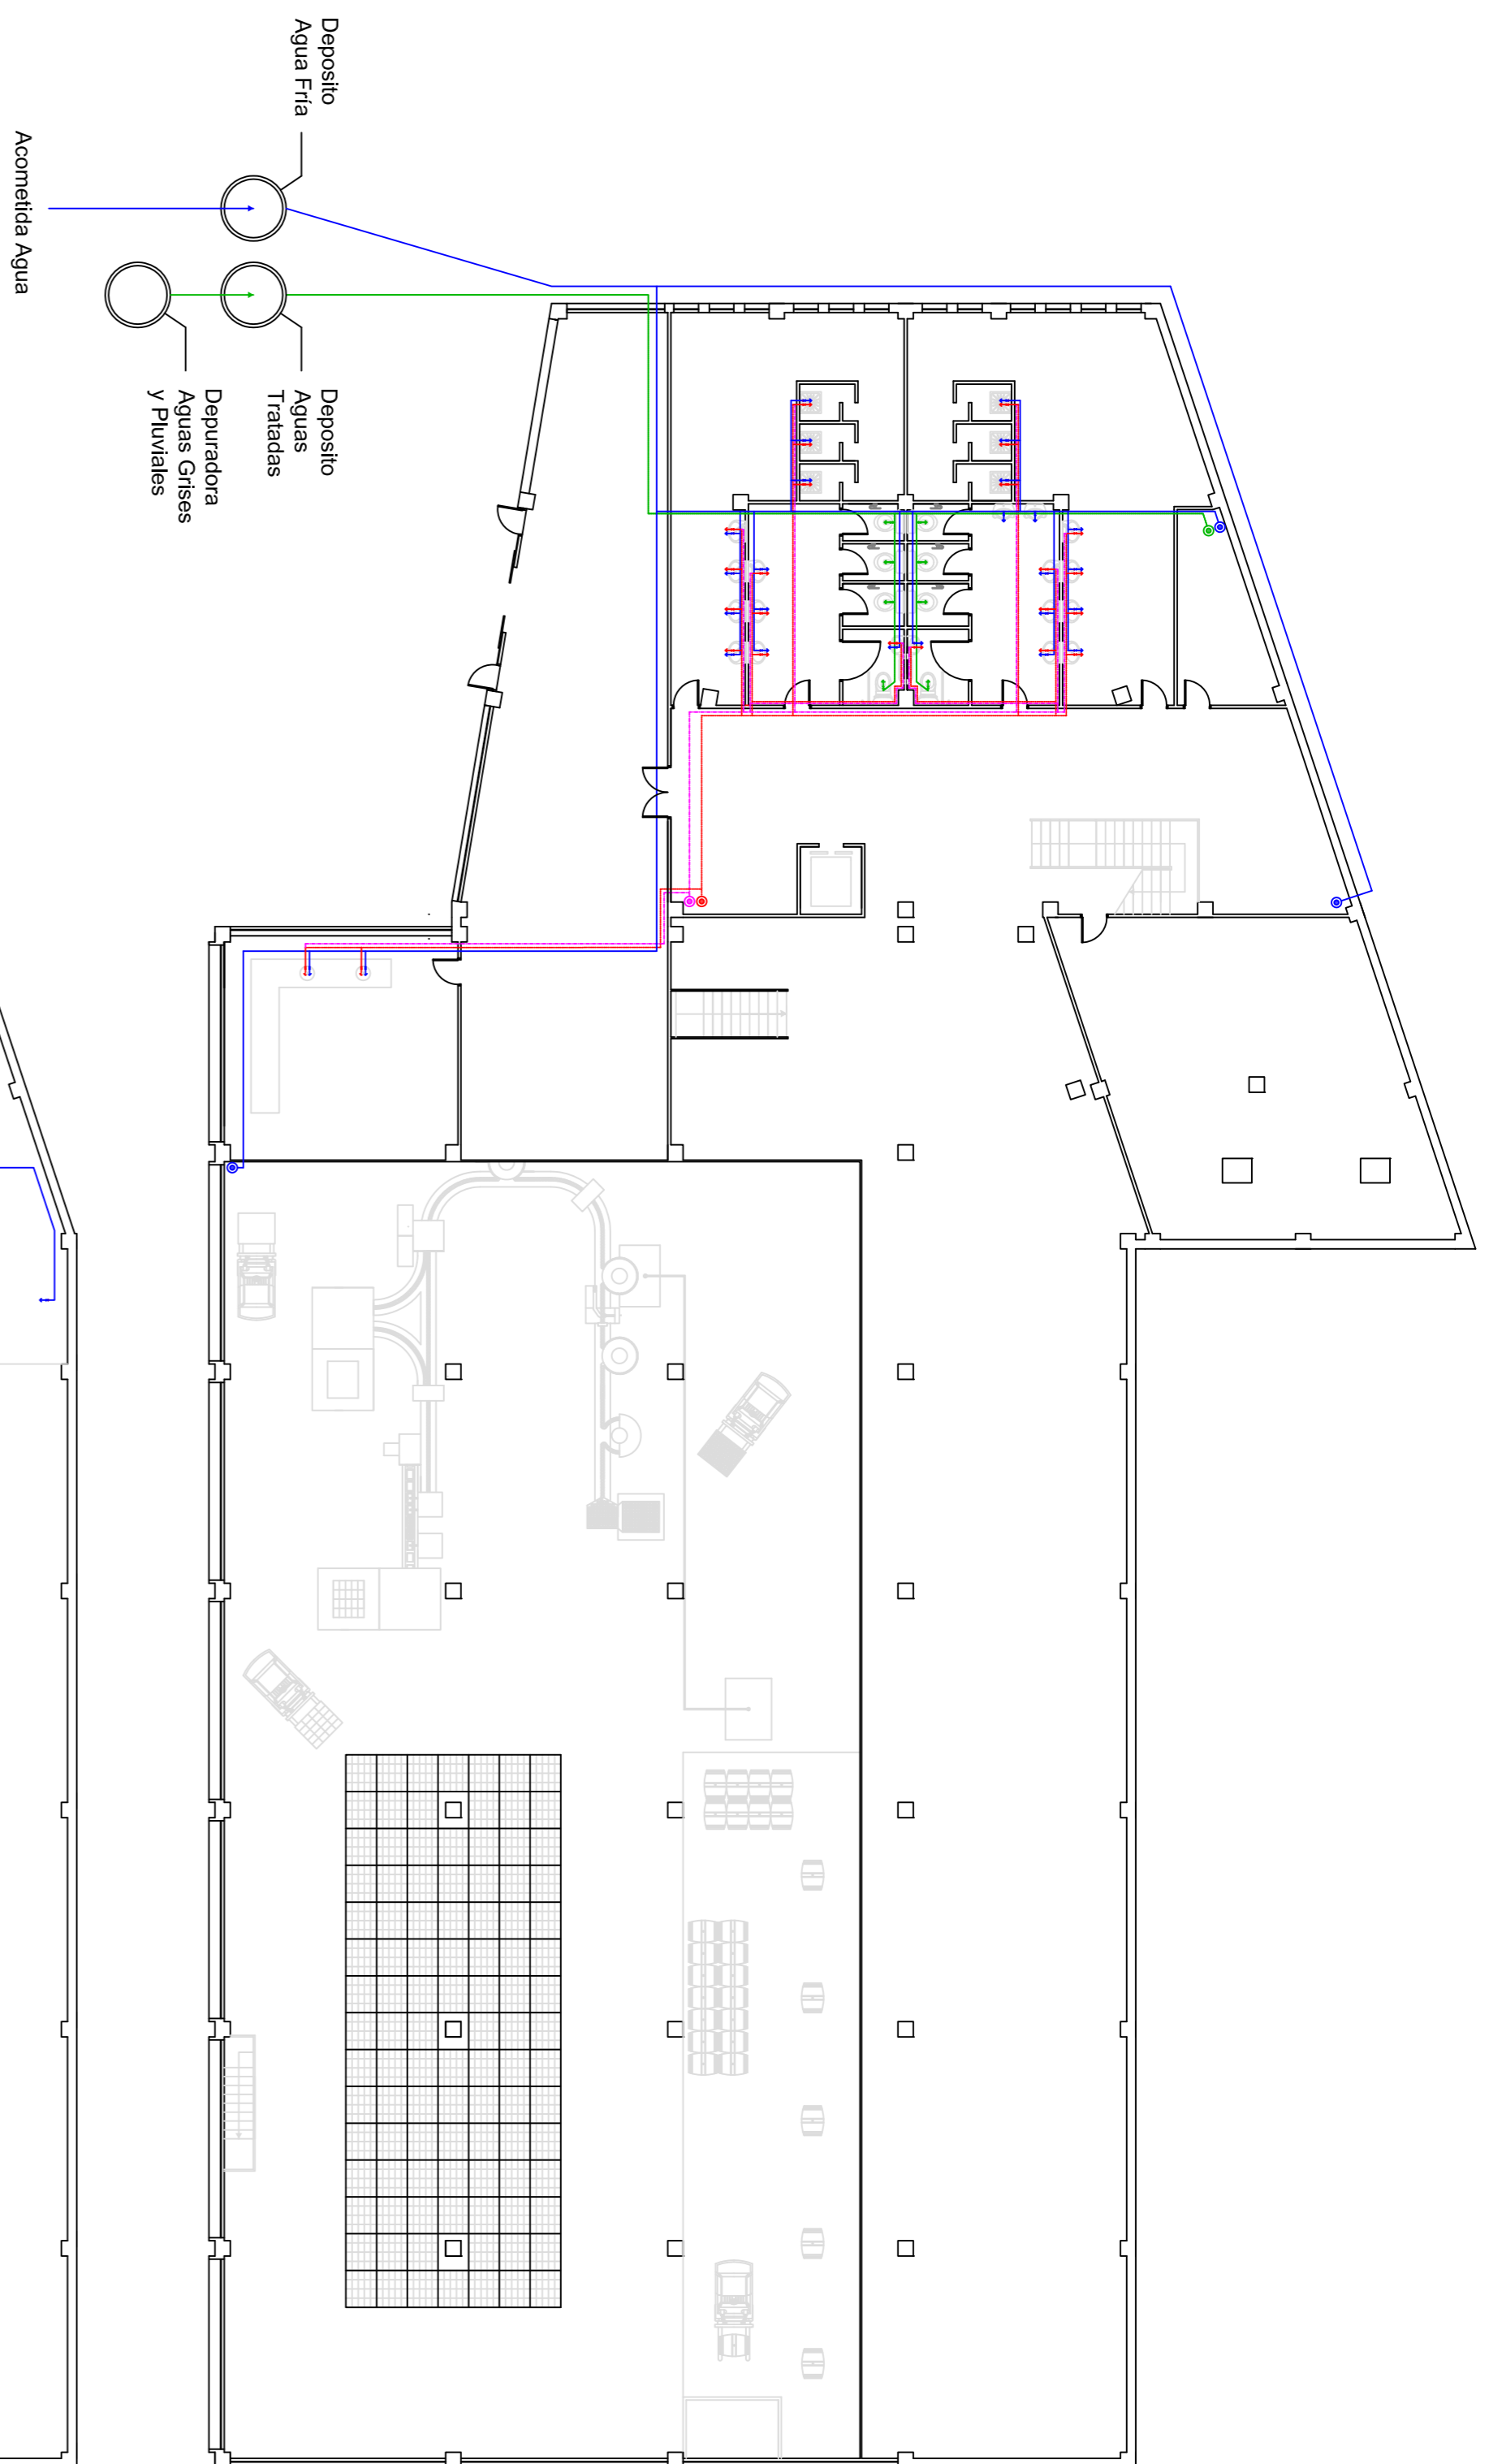 Deposito
Agua Fría
Acometida Agua
Deposito
Aguas
Tratadas
Depuradora
Aguas Grises
y Pluviales